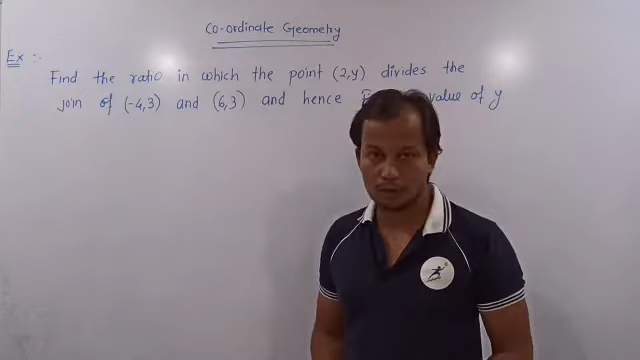 Co-ordinate Geometry
Ex :-
Find the ratio in which the point (2,y) divides the
join of (-4,3) and (6,3) and hence value of y